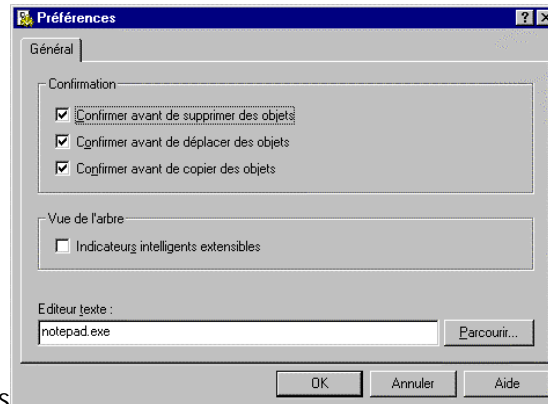 Préférences
Général
Confirmation
Confirmer avant de supprimer des objets
Confirmer avant de déplacer des objets
Confirmer avant de copier des objets
Vue de l'arbre
Indicateurs intelligents extensibles
Editeur texte :
notepad.exe
Parcourir...
OK
Annuler
Aide
s